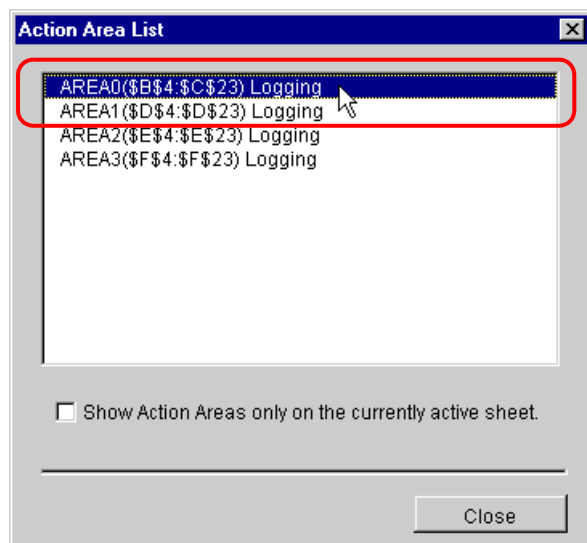 Action Area List
AREA0($B$4:$C$23) Logging
AREA1($D$4:$D$23) Logging
AREA2($E$4:$E$23) Logging
AREA3($F$4:$F$23) Logging
Show Action Areas only on the currently active sheet.
Close